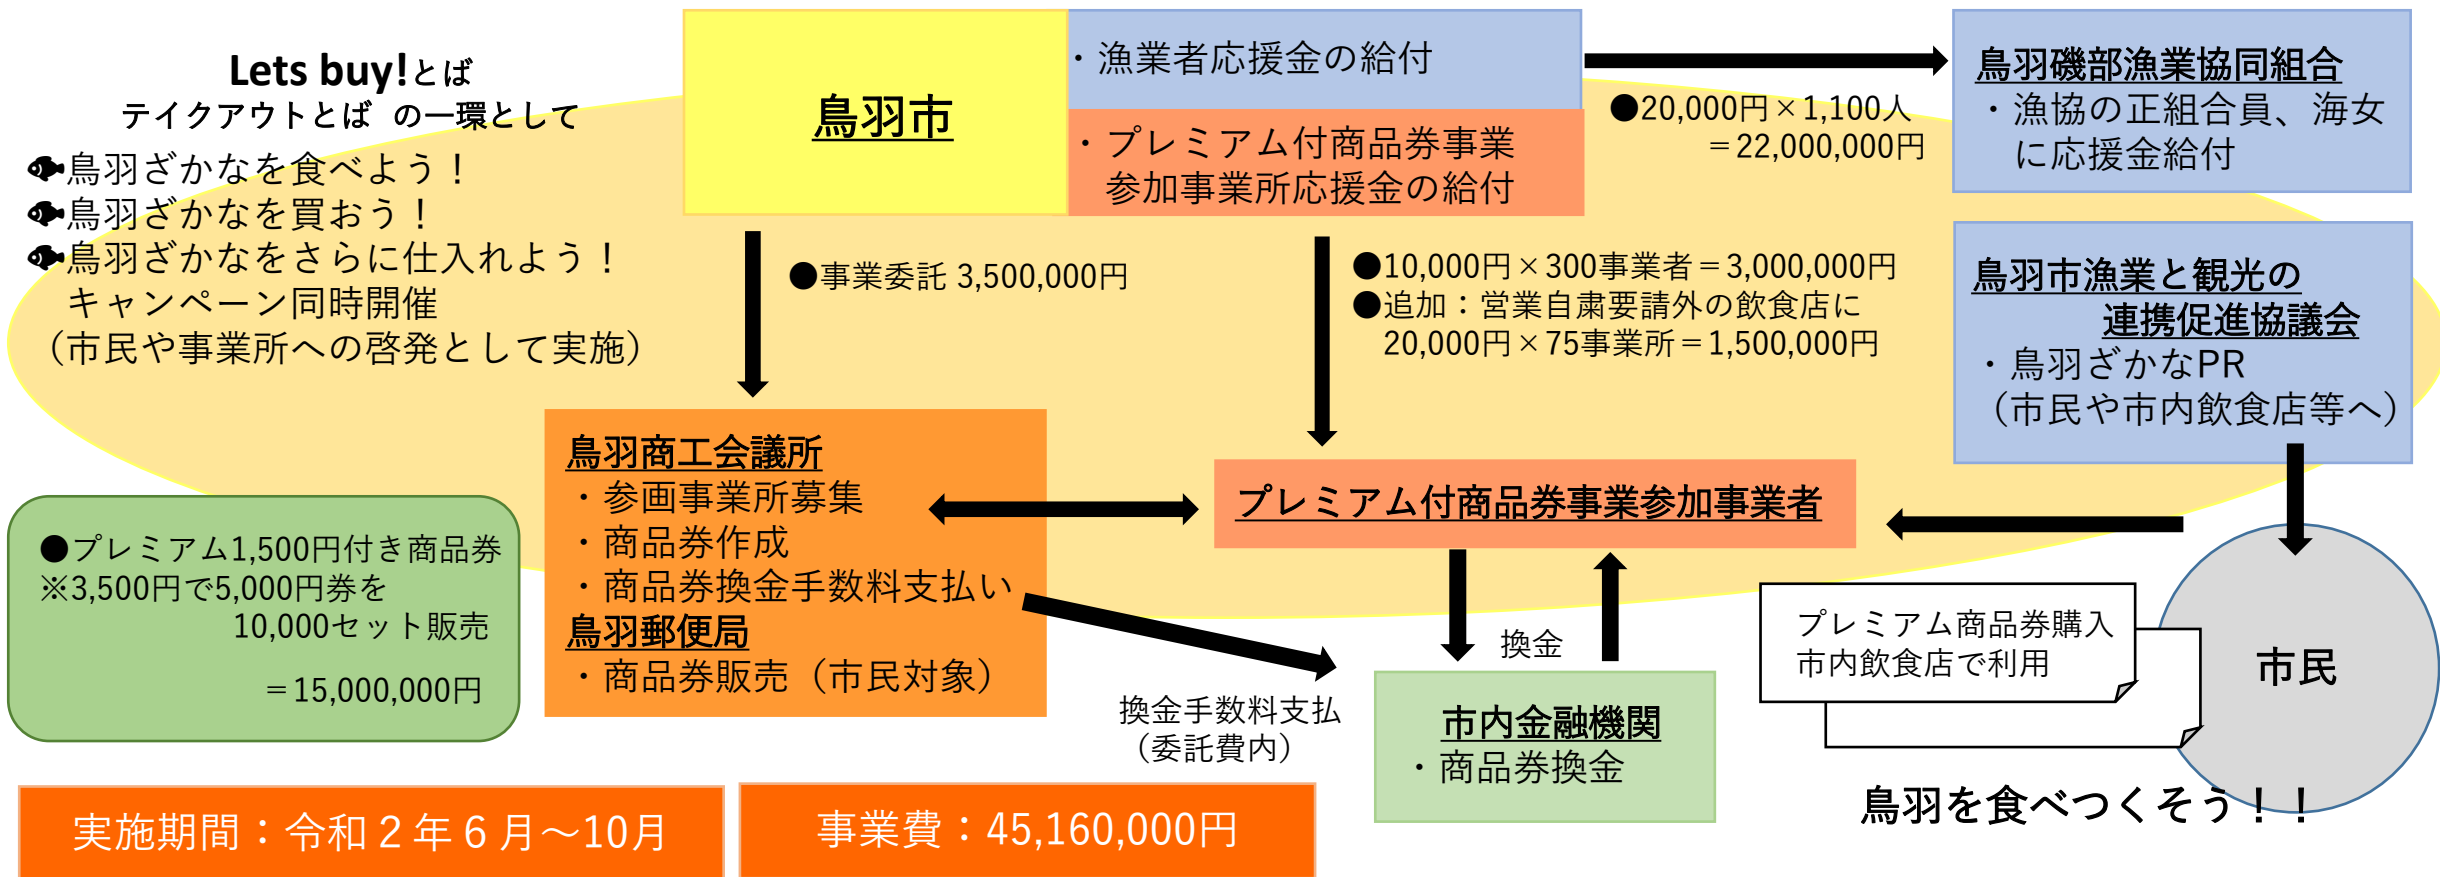 Lets buy!とば
テイクアウトとば の一環として
鳥羽ざかなを食べよう！
鳥羽ざかなを買おう！
鳥羽ざかなをさらに仕入れよう！
キャンペーン同時開催
（市民や事業所への啓発として実施）
鳥羽市
・漁業者応援金の給付
・プレミアム付商品券事業
参加事業所応援金の給付
●20,000円×1,100人
＝22,000,000円
鳥羽磯部漁業協同組合
・漁協の正組合員、海女
に応援金給付
●事業委託 3,500,000円
●10,000円×300事業者＝3,000,000円
●追加：営業自粛要請外の飲食店に
20,000円×75事業所＝1,500,000円
鳥羽市漁業と観光の
連携促進協議会
・鳥羽ざかなPR
（市民や市内飲食店等へ）
鳥羽商工会議所
・参画事業所募集
・商品券作成
・商品券換金手数料支払い
鳥羽郵便局
・商品券販売（市民対象）
プレミアム付商品券事業参加事業者
●プレミアム1,500円付き商品券
※3,500円で5,000円券を
10,000セット販売
＝15,000,000円
換金
換金手数料支払
（委託費内）
市内金融機関
・商品券換金
プレミアム商品券購入
市内飲食店で利用
市民
鳥羽を食べつくそう！！
実施期間：令和２年６月～10月
事業費：45,160,000円